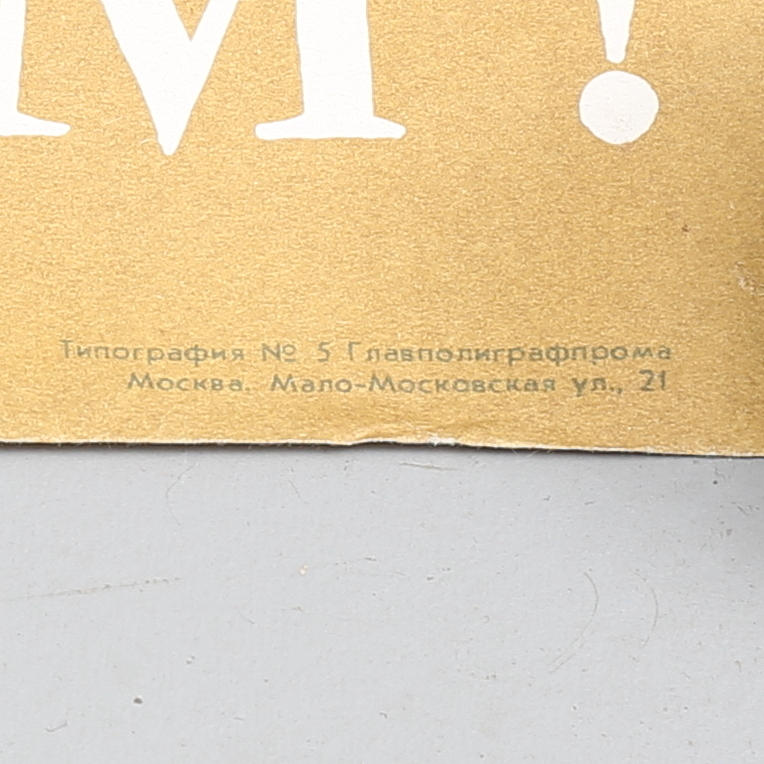 М!
Типография № 5 Главполиграфпрома
Москва. Мало-Московская ул., 21